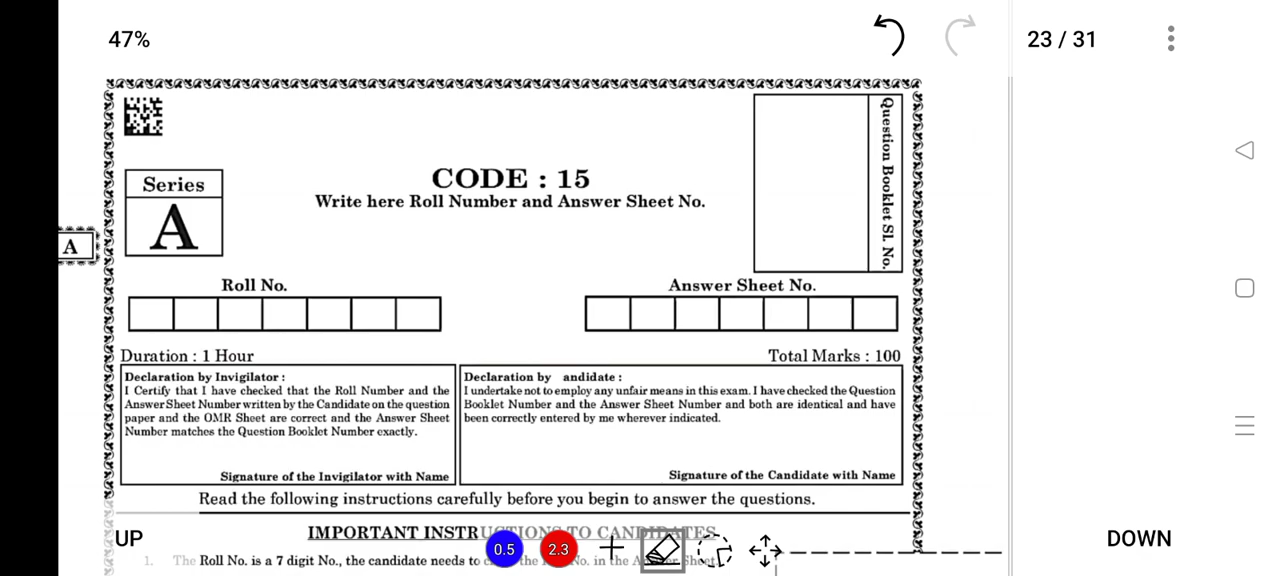 47%
23 / 31
CODE : 15
Write here Roll Number and Answer Sheet No.
Question Booklet Sl. No.
Series
A
A
Roll No.
Answer Sheet No.
Duration : 1 Hour
Total Marks : 100
Declaration by Invigilator :
I Certify that I have checked that the Roll Number and the
Answer Sheet Number written by the Candidate on the question
paper and the OMR Sheet are correct and the Answer Sheet
Number matches the Question Booklet Number exactly.
Signature of the Invigilator with Name
Declaration by andidate :
I undertake not to employ any unfair means in this exam. I have checked the Question
Booklet Number and the Answer Sheet Number and both are identical and have
been correctly entered by me wherever indicated.
Signature of the Candidate with Name
Read the following instructions carefully before you begin to answer the questions.
IMPORTANT INSTRUCTIONS TO CANDIDATES
UP
0.5
2.3
DOWN
1. The Roll No. is a 7 digit No., the candidate needs to the No. in the Sheet